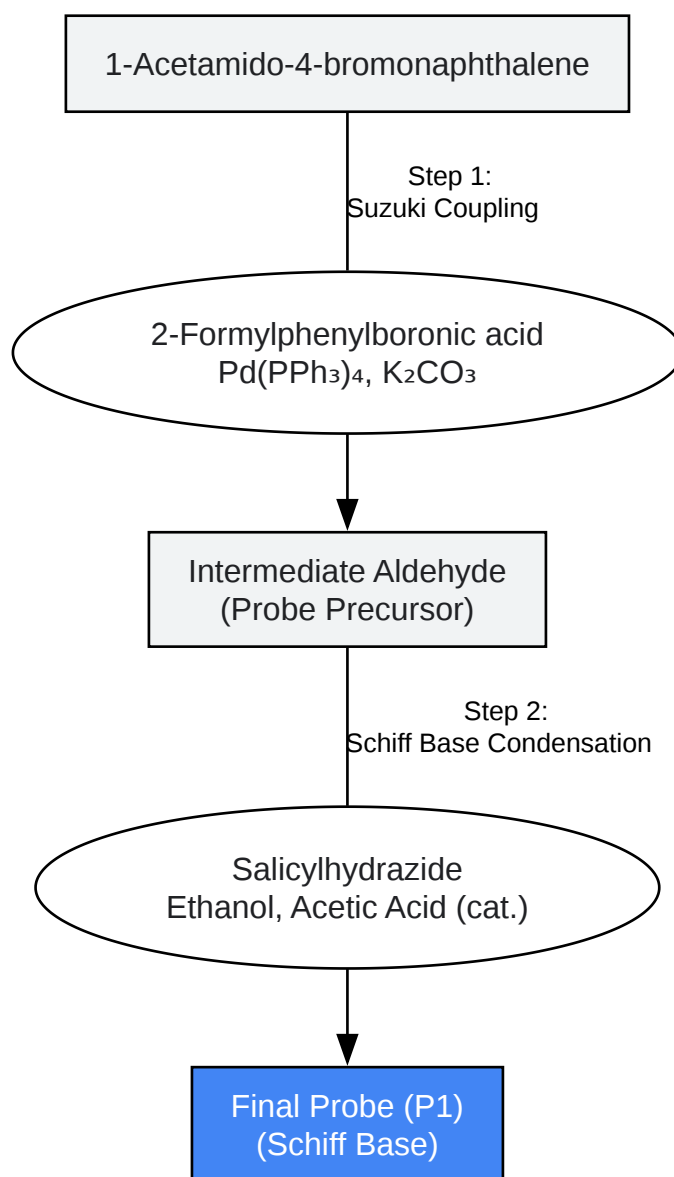 1-Acetamido-4-bromonaphthalene
Step 1:
Suzuki Coupling
2-Formylphenylboronic acid
Pd(PPh₃)₄, K₂CO₃
Intermediate Aldehyde
(Probe Precursor)
Step 2:
Schiff Base Condensation
Salicylhydrazide
Ethanol, Acetic Acid (cat.)
Final Probe (P1)
(Schiff Base)